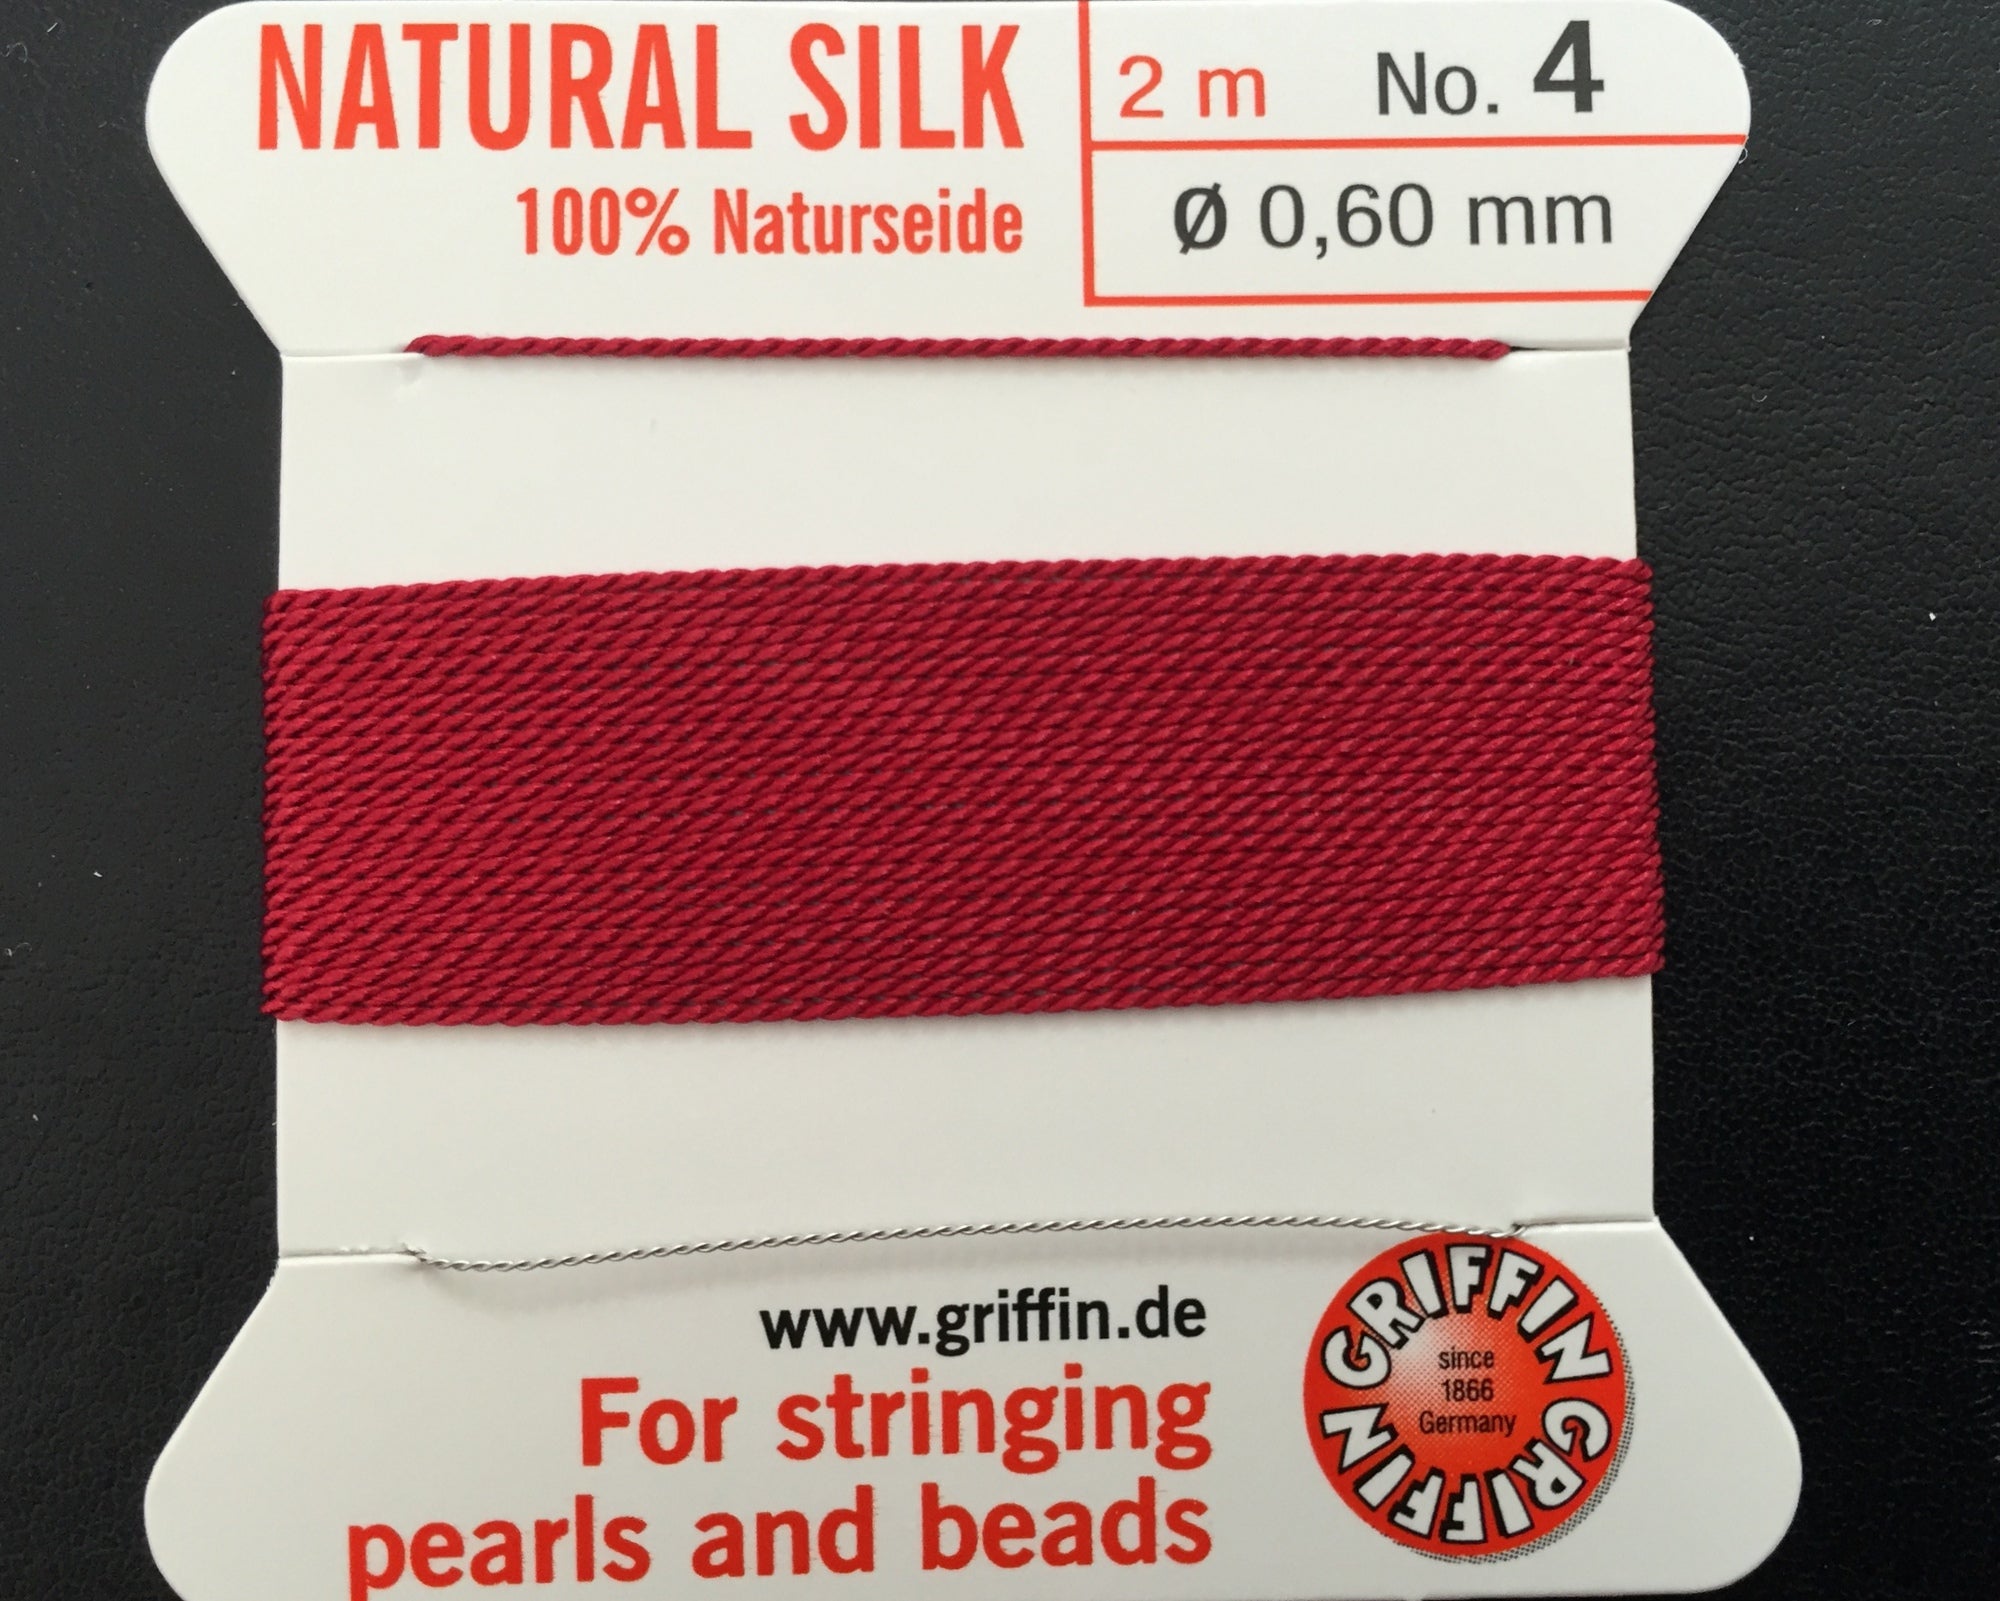 NATURAL SILK
100% Naturseide
2 m No. 4
Ø 0,60 mm
www.griffin.de
For stringing
pearls and beads
GRIFFIN GRIFFIN GRIFFIN
since
1866
Germany